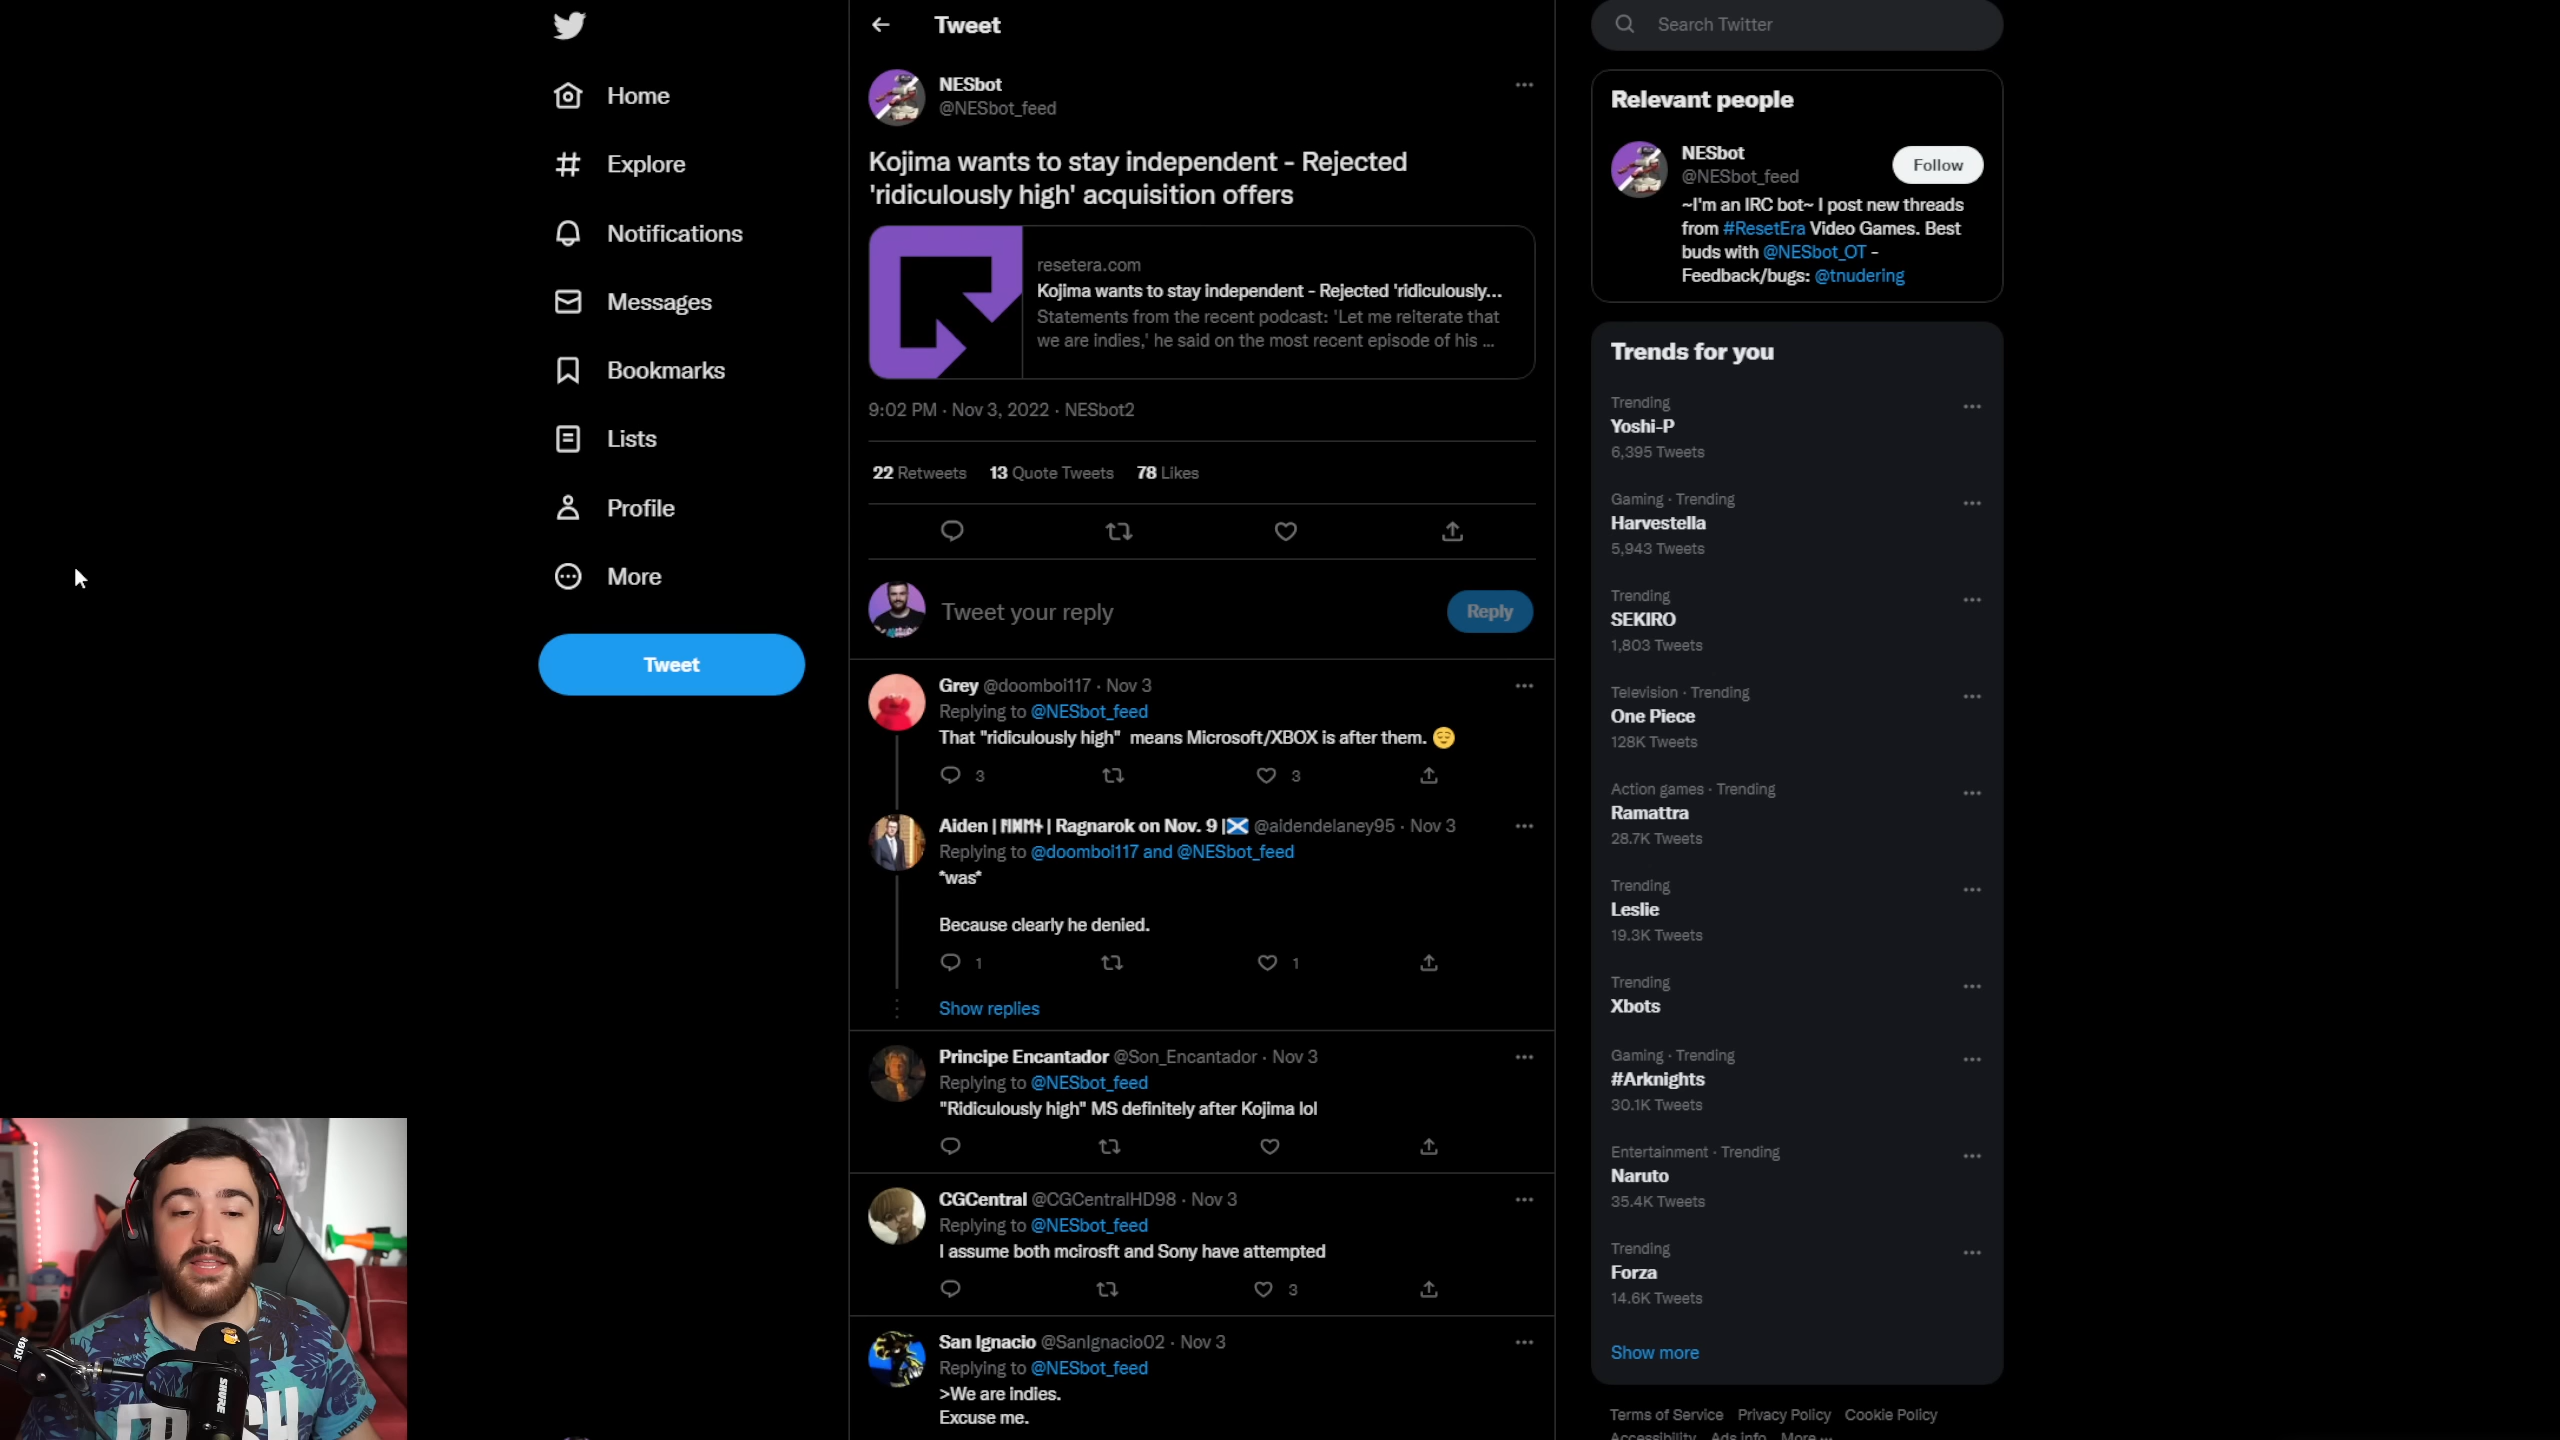 Home
Explore
Notifications
Messages
Bookmarks
Lists
Profile
More
Tweet
Tweet
NESbot
@NESbot_feed
Kojima wants to stay independent - Rejected
'ridiculously high' acquisition offers
resetera.com
Kojima wants to stay independent - Rejected 'ridiculously...
Statements from the recent podcast: 'Let me reiterate that
we are indies,' he said on the most recent episode of his ...
9:02 PM · Nov 3, 2022 · NESbot2
22 Retweets 13 Quote Tweets 78 Likes
Tweet your reply
Reply
Grey @doomboi117 · Nov 3
Replying to @NESbot_feed
That "ridiculously high" means Microsoft/XBOX is after them. 😌
3 3
Aiden | | Ragnarok on Nov. 9 |🏴󠁧󠁢󠁳󠁣󠁴󠁿 @aidendelaney95 · Nov 3
Replying to @doomboi117 and @NESbot_feed
*was*
Because clearly he denied.
1 1
Show replies
Principe Encantador @Son_Encantador · Nov 3
Replying to @NESbot_feed
"Ridiculously high" MS definitely after Kojima lol
CGCentral @CGCentralHD98 · Nov 3
Replying to @NESbot_feed
I assume both mcirosft and Sony have attempted
3
San Ignacio @SanIgnacio02 · Nov 3
Replying to @NESbot_feed
>We are indies.
Excuse me.
Search Twitter
Relevant people
NESbot
@NESbot_feed
Follow
~I'm an IRC bot~ I post new threads
from #ResetEra Video Games. Best
buds with @NESbot_OT -
Feedback/bugs: @tnudering
Trends for you
Trending
Yoshi-P
6,395 Tweets
Gaming · Trending
Harvestella
5,943 Tweets
Trending
SEKIRO
1,803 Tweets
Television · Trending
One Piece
128K Tweets
Action games · Trending
Ramattra
28.7K Tweets
Trending
Leslie
19.3K Tweets
Trending
Xbots
Gaming · Trending
#Arknights
30.1K Tweets
Entertainment · Trending
Naruto
35.4K Tweets
Trending
Forza
14.6K Tweets
Show more
Terms of Service Privacy Policy Cookie Policy
Accessibility Ads info More ...
RØDE
SHURE